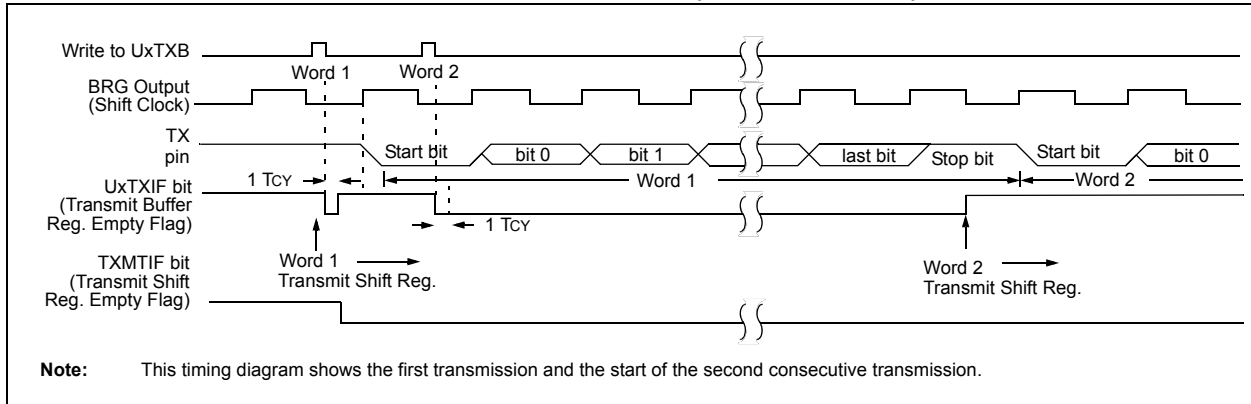 Write to UxTXB
Word 1
Word 2
BRG Output
(Shift Clock)
TX
pin
Start bit
bit 0
bit 1
last bit
Stop bit
Start bit
bit 0
1 TCY
Word 1
Word 2
UxTXIF bit
(Transmit Buffer
Reg. Empty Flag)
1 TCY
Word 1
Transmit Shift Reg.
Word 2
Transmit Shift Reg.
TXMTIF bit
(Transmit Shift
Reg. Empty Flag)
Note: This timing diagram shows the first transmission and the start of the second consecutive transmission.